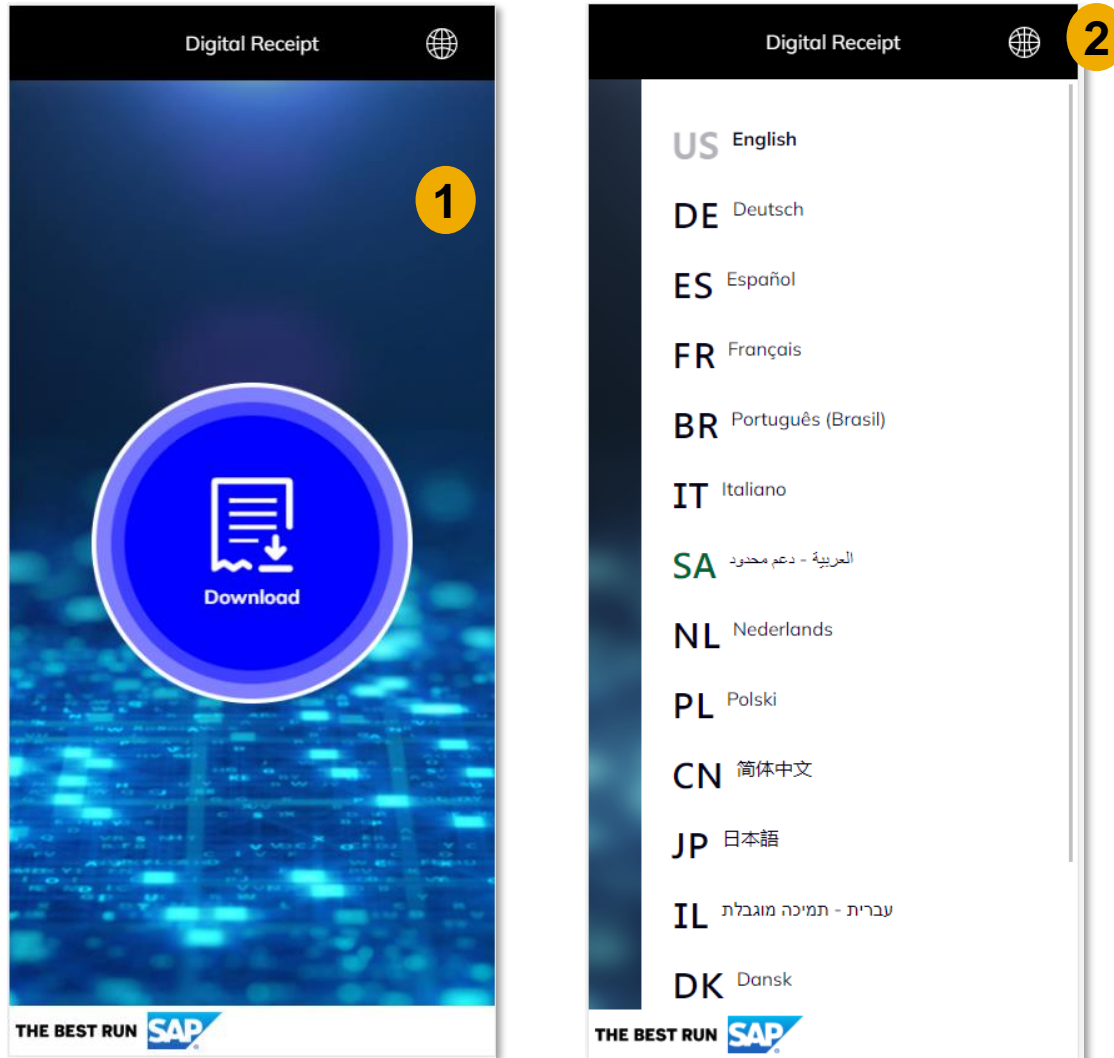 Digital Receipt
1
Download
THE BEST RUN SAP
Digital Receipt
2
US English
DE Deutsch
ES Español
FR Français
BR Português (Brasil)
IT Italiano
SA العربية - دعم محدود
NL Nederlands
PL Polski
CN 简体中文
JP 日本語
IL עברית - תמיכה מוגבלת
DK Dansk
THE BEST RUN SAP